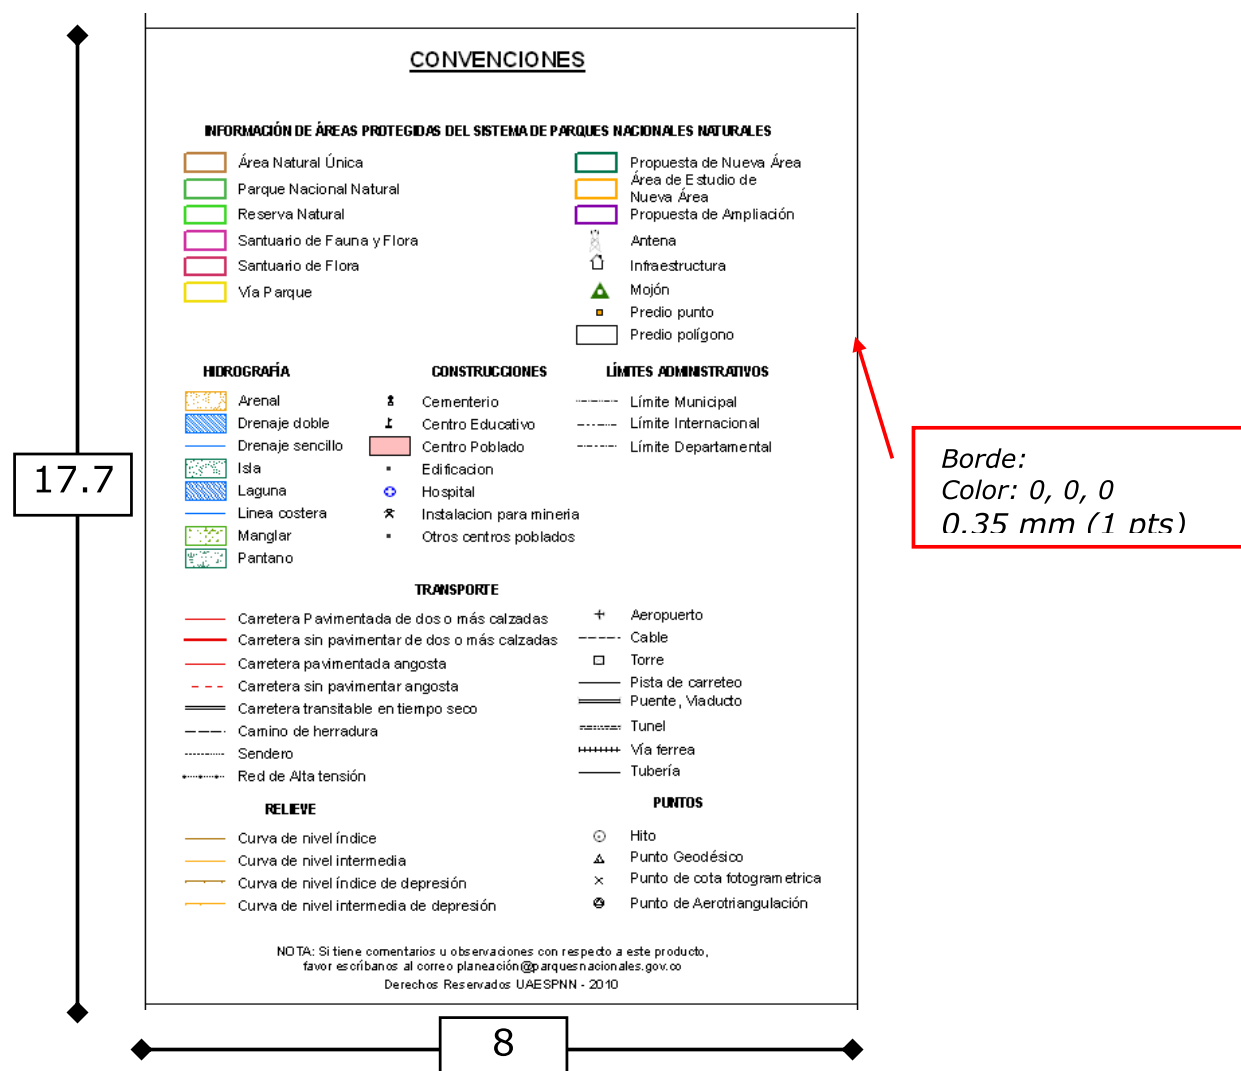 CONVENCIONES
INFORMACIÓN DE ÁREAS PROTEGIDAS DEL SISTEMA DE PARQUES NACIONALES NATURALES
Área Natural Única
Parque Nacional Natural
Reserva Natural
Santuario de Fauna y Flora
Santuario de Flora
Vía Parque
Propuesta de Nueva Área
Área de Estudio de
Nueva Área
Propuesta de Ampliación
Antena
Infraestructura
Mojón
Predio punto
Predio polígono
HIDROGRAFÍA
Arenal
Drenaje doble
Drenaje sencillo
Isla
Laguna
Linea costera
Manglar
Pantano
CONSTRUCCIONES
Cementerio
Centro Educativo
Centro Poblado
Edificacion
Hospital
Instalacion para mineria
Otros centros poblados
LÍMITES ADMINISTRATIVOS
Límite Municipal
Límite Internacional
Límite Departamental
TRANSPORTE
Carretera Pavimentada de dos o más calzadas
Carretera sin pavimentar de dos o más calzadas
Carretera pavimentada angosta
Carretera sin pavimentar angosta
Carretera transitable en tiempo seco
Camino de herradura
Sendero
Red de Alta tensión
Aeropuerto
Cable
Torre
Pista de carreteo
Puente, Viaducto
Tunel
Vía ferrea
Tubería
RELIEVE
Curva de nivel índice
Curva de nivel intermedia
Curva de nivel índice de depresión
Curva de nivel intermedia de depresión
PUNTOS
Hito
Punto Geodésico
Punto de cota fotogrametrica
Punto de Aerotriangulación
NOTA: Si tiene comentarios u observaciones con respecto a este producto,
favor escríbanos al correo planeación@parquesnacionales.gov.co
Derechos Reservados UAESPNN - 2010
17.7
8
Borde:
Color: 0, 0, 0
0.35 mm (1 pts)